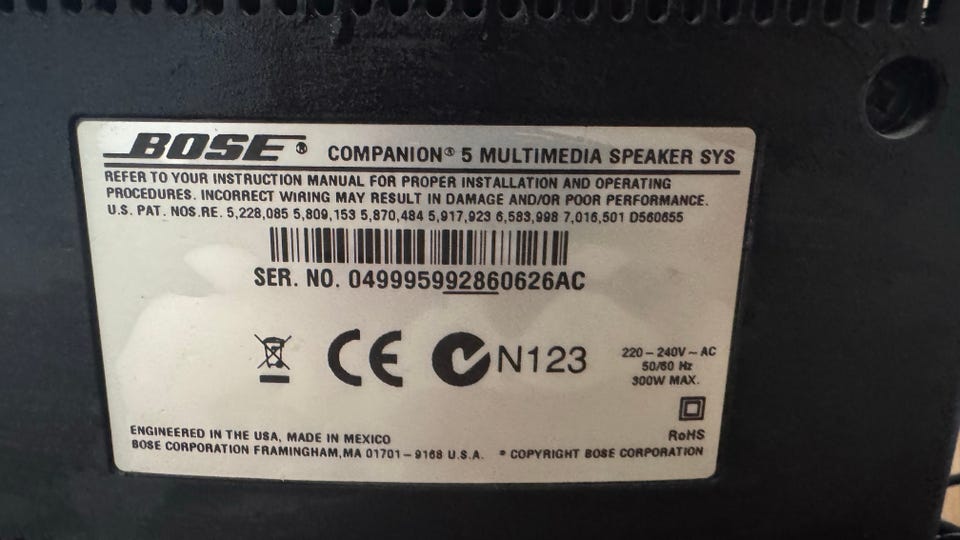 BOSE® COMPANION® 5 MULTIMEDIA SPEAKER SYS
REFER TO YOUR INSTRUCTION MANUAL FOR PROPER INSTALLATION AND OPERATING
PROCEDURES. INCORRECT WIRING MAY RESULT IN DAMAGE AND/OR POOR PERFORMANCE.
U.S. PAT. NOS.RE. 5,228,085 5,809,153 5,870,484 5,917,923 6,583,998 7,016,501 D560655
SER. NO. 049995992860626AC
CE N123
220-240V ~ AC
50/60 Hz
300W MAX.
RoHS
ENGINEERED IN THE USA, MADE IN MEXICO
BOSE CORPORATION FRAMINGHAM,MA 01701-9168 U.S.A. © COPYRIGHT BOSE CORPORATION